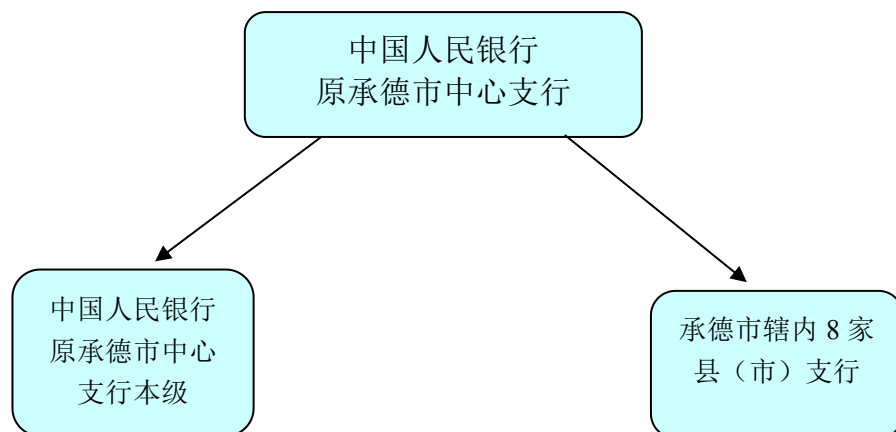 中国人民银行
原承德市中心支行
中国人民银行
原承德市中心
支行本级
承德市辖内 8 家
县（市）支行